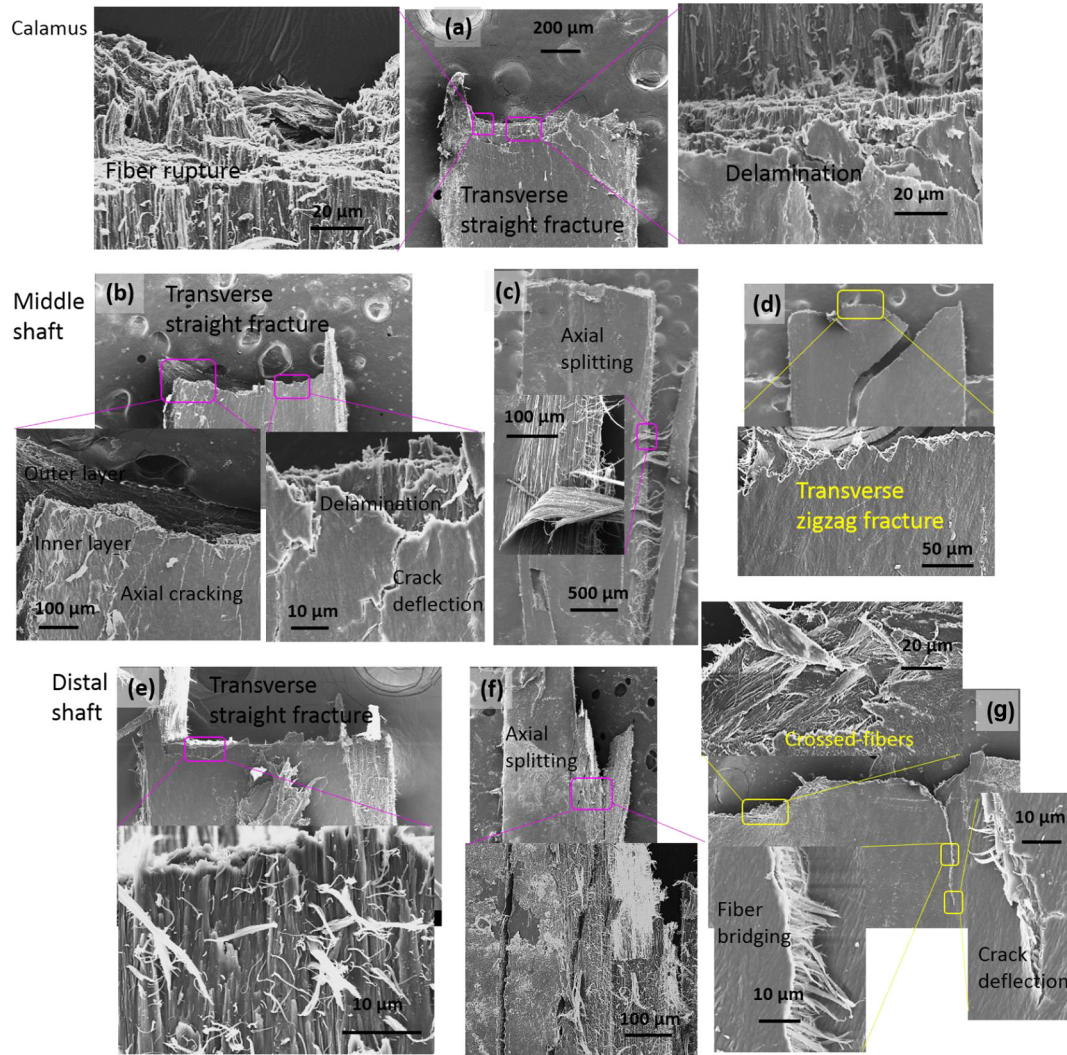 Calamus
(a)
200 µm
Fiber rupture
20 µm
Transverse
straight fracture
Delamination
20 µm
Middle
shaft
(b)
Transverse
straight fracture
Outer layer
Inner layer
Axial cracking
100 µm
Delamination
Crack
deflection
10 µm
(c)
Axial
splitting
100 µm
500 µm
(d)
Transverse
zigzag fracture
50 µm
Distal
shaft
(e)
Transverse
straight fracture
10 µm
(f)
Axial
splitting
100 µm
20 µm
(g)
Crossed-fibers
10 µm
Fiber
bridging
10 µm
Crack
deflection